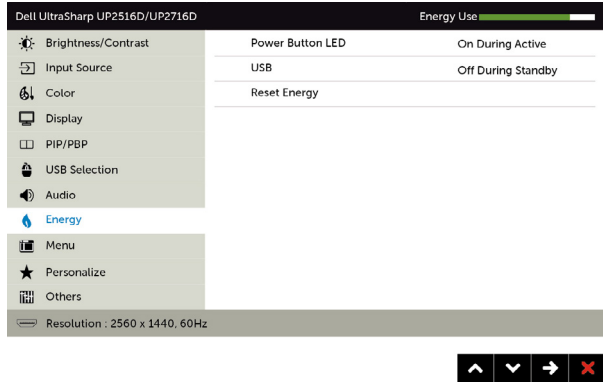 Dell UltraSharp UP2516D/UP2716D Energy Use
Brightness/Contrast Power Button LED On During Active
Input Source USB Off During Standby
Color Reset Energy
Display
PIP/PBP
USB Selection
Audio
Energy
Menu
Personalize
Others
Resolution : 2560 x 1440, 60Hz